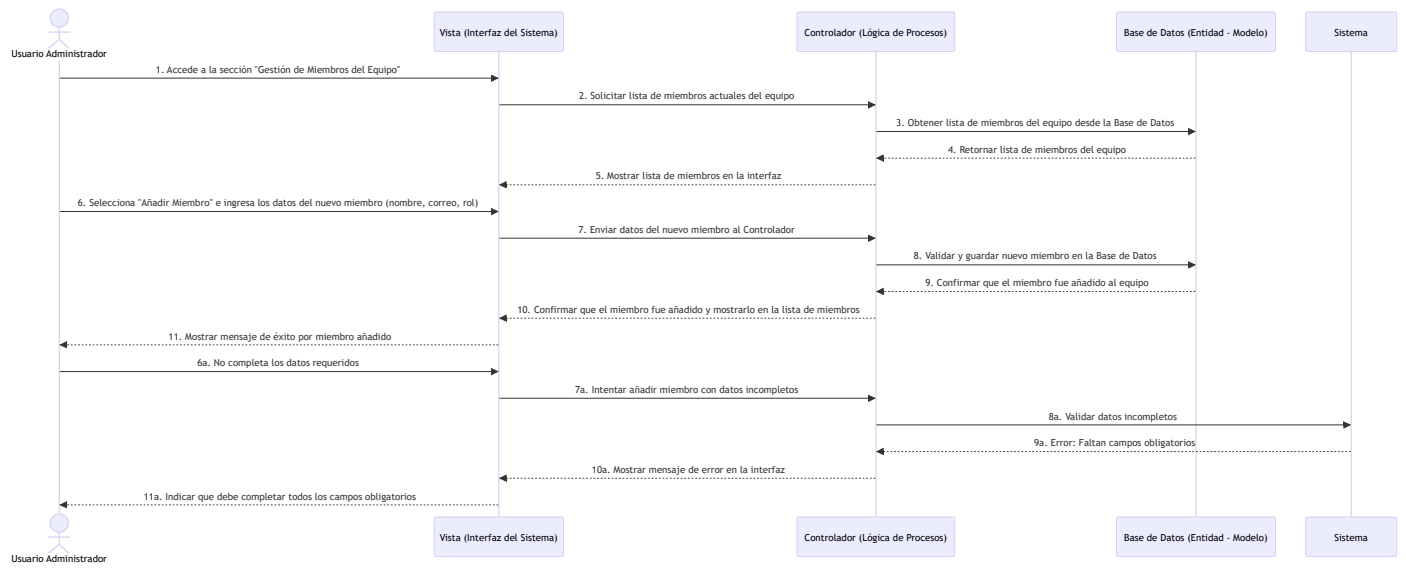 Usuario Administrador
Vista (Interfaz del Sistema)
Controlador (Lógica de Procesos)
Base de Datos (Entidad - Modelo)
Sistema
1. Accede a la sección "Gestión de Miembros del Equipo"
2. Solicitar lista de miembros actuales del equipo
3. Obtener lista de miembros del equipo desde la Base de Datos
4. Retornar lista de miembros del equipo
5. Mostrar lista de miembros en la interfaz
6. Selecciona "Añadir Miembro" e ingresa los datos del nuevo miembro (nombre, correo, rol)
7. Enviar datos del nuevo miembro al Controlador
8. Validar y guardar nuevo miembro en la Base de Datos
9. Confirmar que el miembro fue añadido al equipo
10. Confirmar que el miembro fue añadido y mostrarlo en la lista de miembros
11. Mostrar mensaje de éxito por miembro añadido
6a. No completa los datos requeridos
7a. Intentar añadir miembro con datos incompletos
8a. Validar datos incompletos
9a. Error: Faltan campos obligatorios
10a. Mostrar mensaje de error en la interfaz
11a. Indicar que debe completar todos los campos obligatorios
Usuario Administrador
Vista (Interfaz del Sistema)
Controlador (Lógica de Procesos)
Base de Datos (Entidad - Modelo)
Sistema